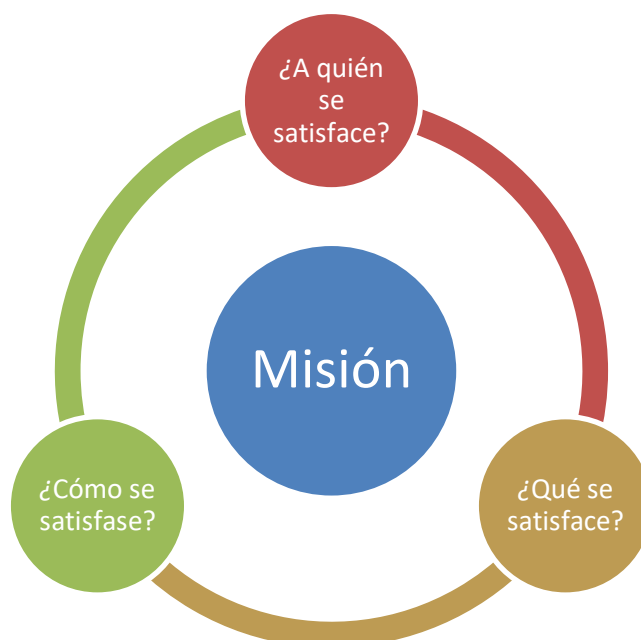 ¿A quién
se
satisface?
Misión
¿Cómo se
satisfase?
¿Qué se
satisface?